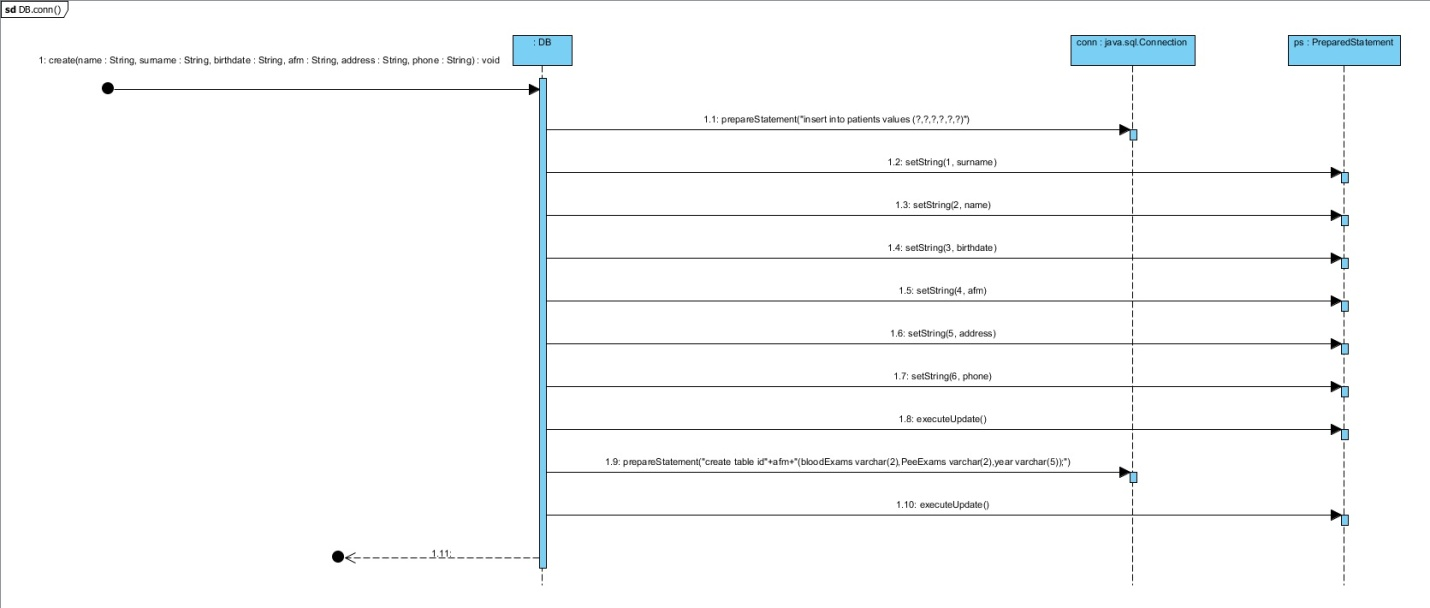 sd DB.conn()
: DB
conn : java.sql.Connection
ps : PreparedStatement
1: create(name : String, surname : String, birthdate : String, afm : String, address : String, phone : String) : void
1.1: prepareStatement("insert into patients values (?,?,?,?,?,?)")
1.2: setString(1, surname)
1.3: setString(2, name)
1.4: setString(3, birthdate)
1.5: setString(4, afm)
1.6: setString(5, address)
1.7: setString(6, phone)
1.8: executeUpdate()
1.9: prepareStatement("create table id"+afm+"(bloodExams varchar(2),PeeExams varchar(2),year varchar(5));")
1.10: executeUpdate()
1.11: